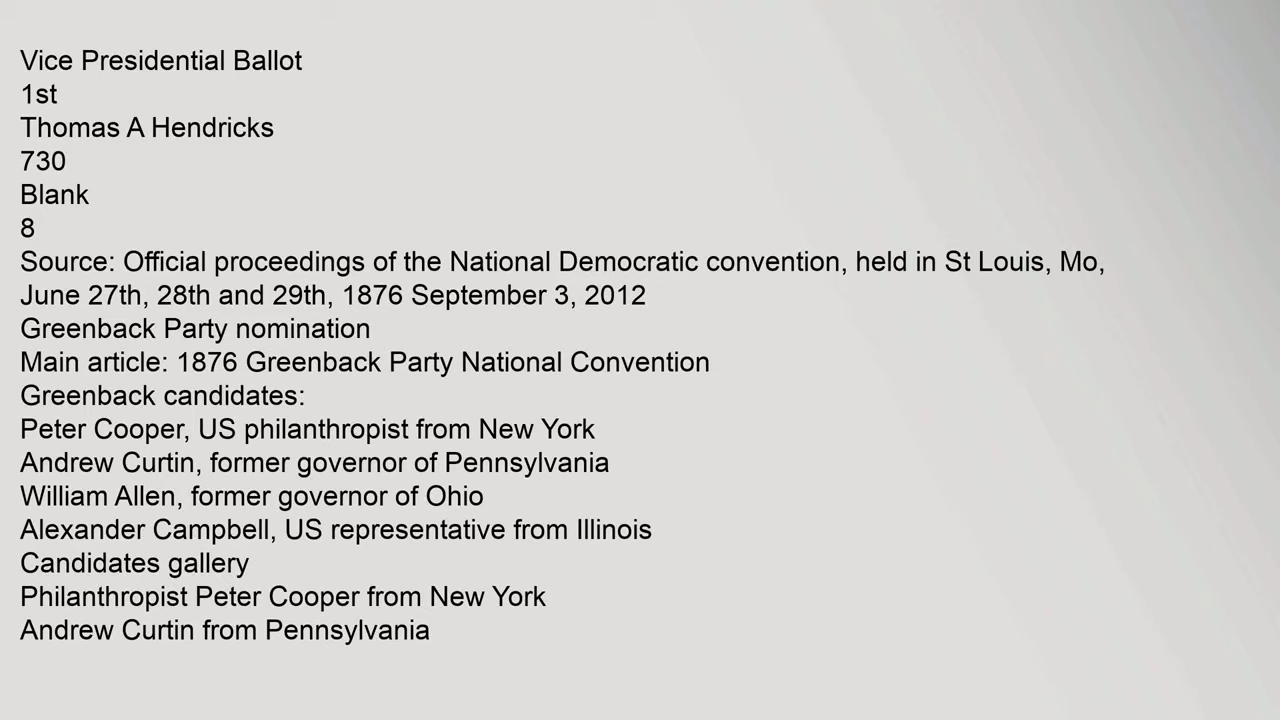 Vice Presidential Ballot
1st
Thomas A Hendricks
730
Blank
8
Source: Official proceedings of the National Democratic convention, held in St Louis, Mo,
June 27th, 28th and 29th, 1876 September 3, 2012
Greenback Party nomination
Main article: 1876 Greenback Party National Convention
Greenback candidates:
Peter Cooper, US philanthropist from New York
Andrew Curtin, former governor of Pennsylvania
William Allen, former governor of Ohio
Alexander Campbell, US representative from Illinois
Candidates gallery
Philanthropist Peter Cooper from New York
Andrew Curtin from Pennsylvania